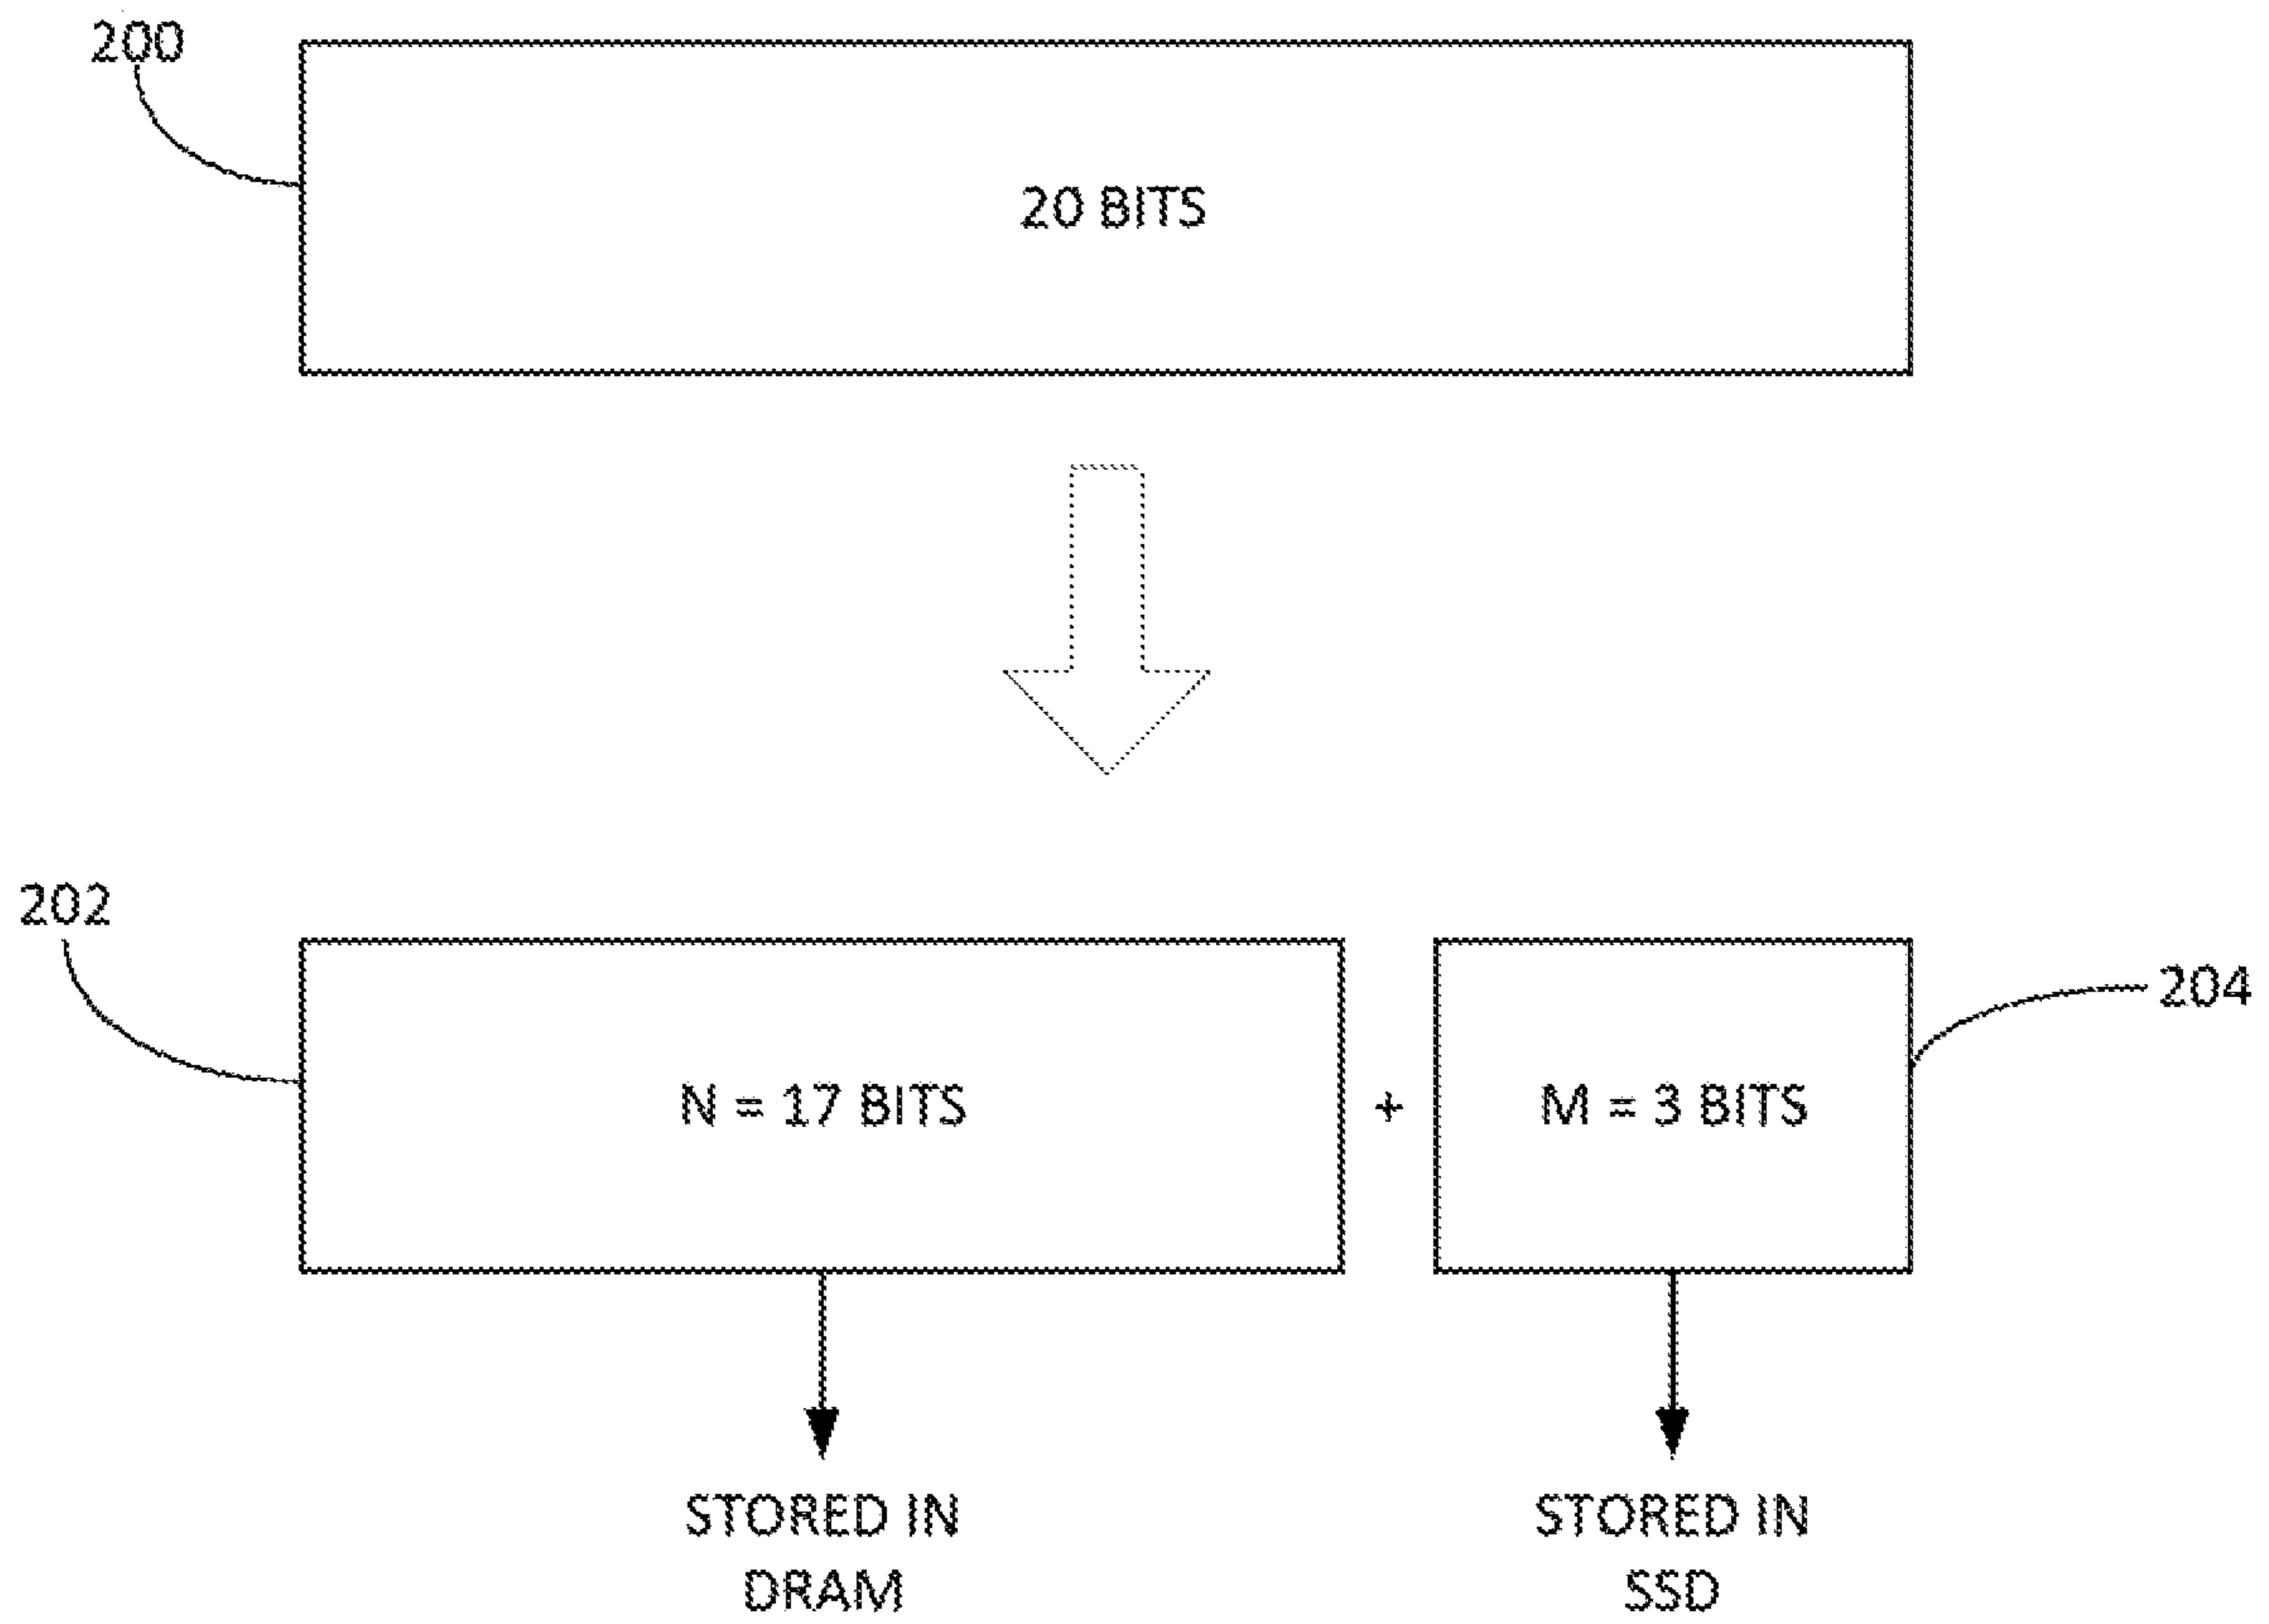 200
20 BITS
202
204
N = 17 BITS
+
M = 3 BITS
STORED IN
DRAM
STORED IN
SSD